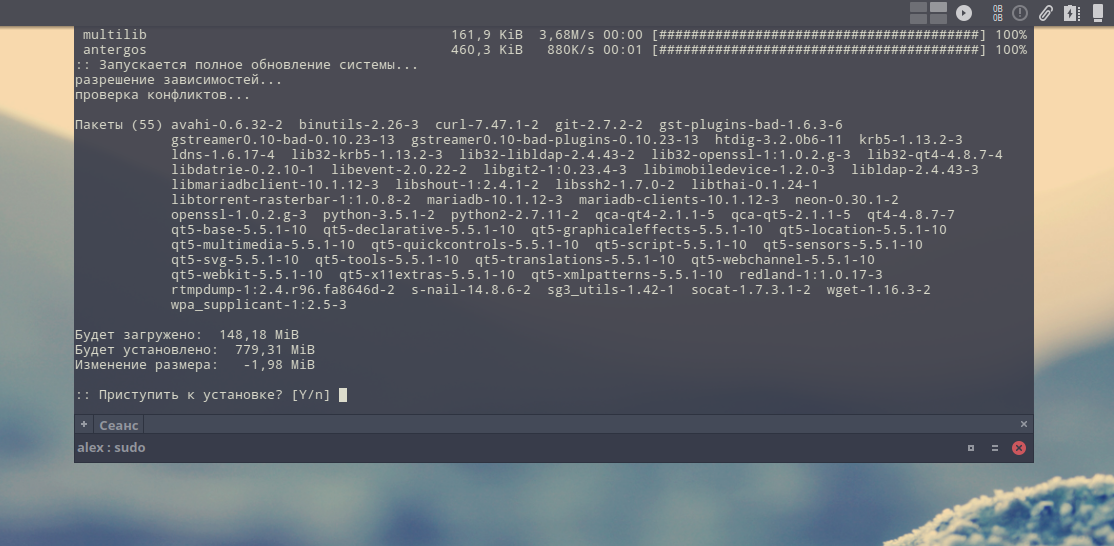 0B
0B
multilib 161,9 KiB 3,68M/s 00:00 [########################################] 100%
antergos 460,3 KiB 880K/s 00:01 [########################################] 100%
:: Запускается полное обновление системы...
разрешение зависимостей...
проверка конфликтов...
Пакеты (55) avahi-0.6.32-2 binutils-2.26-3 curl-7.47.1-2 git-2.7.2-2 gst-plugins-bad-1.6.3-6
gstreamer0.10-bad-0.10.23-13 gstreamer0.10-bad-plugins-0.10.23-13 htdig-3.2.0b6-11 krb5-1.13.2-3
ldns-1.6.17-4 lib32-krb5-1.13.2-3 lib32-libldap-2.4.43-2 lib32-openssl-1:1.0.2.g-3 lib32-qt4-4.8.7-4
libdatrie-0.2.10-1 libevent-2.0.22-2 libgit2-1:0.23.4-3 libimobiledevice-1.2.0-3 libldap-2.4.43-3
libmariadbclient-10.1.12-3 libshout-1:2.4.1-2 libssh2-1.7.0-2 libthai-0.1.24-1
libtorrent-rasterbar-1:1.0.8-2 mariadb-10.1.12-3 mariadb-clients-10.1.12-3 neon-0.30.1-2
openssl-1.0.2.g-3 python-3.5.1-2 python2-2.7.11-2 qca-qt4-2.1.1-5 qca-qt5-2.1.1-5 qt4-4.8.7-7
qt5-base-5.5.1-10 qt5-declarative-5.5.1-10 qt5-graphicaleffects-5.5.1-10 qt5-location-5.5.1-10
qt5-multimedia-5.5.1-10 qt5-quickcontrols-5.5.1-10 qt5-script-5.5.1-10 qt5-sensors-5.5.1-10
qt5-svg-5.5.1-10 qt5-tools-5.5.1-10 qt5-translations-5.5.1-10 qt5-webchannel-5.5.1-10
qt5-webkit-5.5.1-10 qt5-x11extras-5.5.1-10 qt5-xmlpatterns-5.5.1-10 redland-1:1.0.17-3
rtmpdump-1:2.4.r96.fa8646d-2 s-nail-14.8.6-2 sg3_utils-1.42-1 socat-1.7.3.1-2 wget-1.16.3-2
wpa_supplicant-1:2.5-3
Будет загружено: 148,18 MiB
Будет установлено: 779,31 MiB
Изменение размера: -1,98 MiB
:: Приступить к установке? [Y/n]
Сеанс
alex : sudo